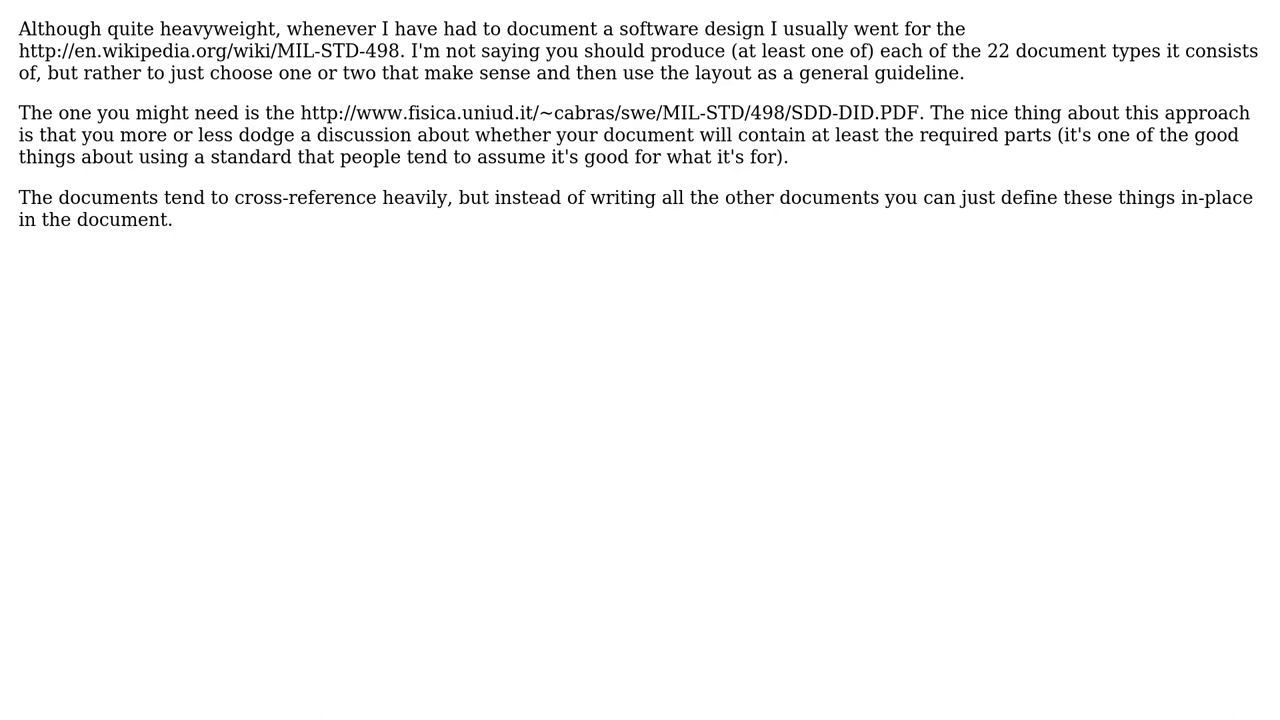 Although quite heavyweight, whenever I have had to document a software design I usually went for the
http://en.wikipedia.org/wiki/MIL-STD-498. I'm not saying you should produce (at least one of) each of the 22 document types it consists
of, but rather to just choose one or two that make sense and then use the layout as a general guideline.
The one you might need is the http://www.fisica.uniud.it/~cabras/swe/MIL-STD/498/SDD-DID.PDF. The nice thing about this approach
is that you more or less dodge a discussion about whether your document will contain at least the required parts (it's one of the good
things about using a standard that people tend to assume it's good for what it's for).
The documents tend to cross-reference heavily, but instead of writing all the other documents you can just define these things in-place
in the document.